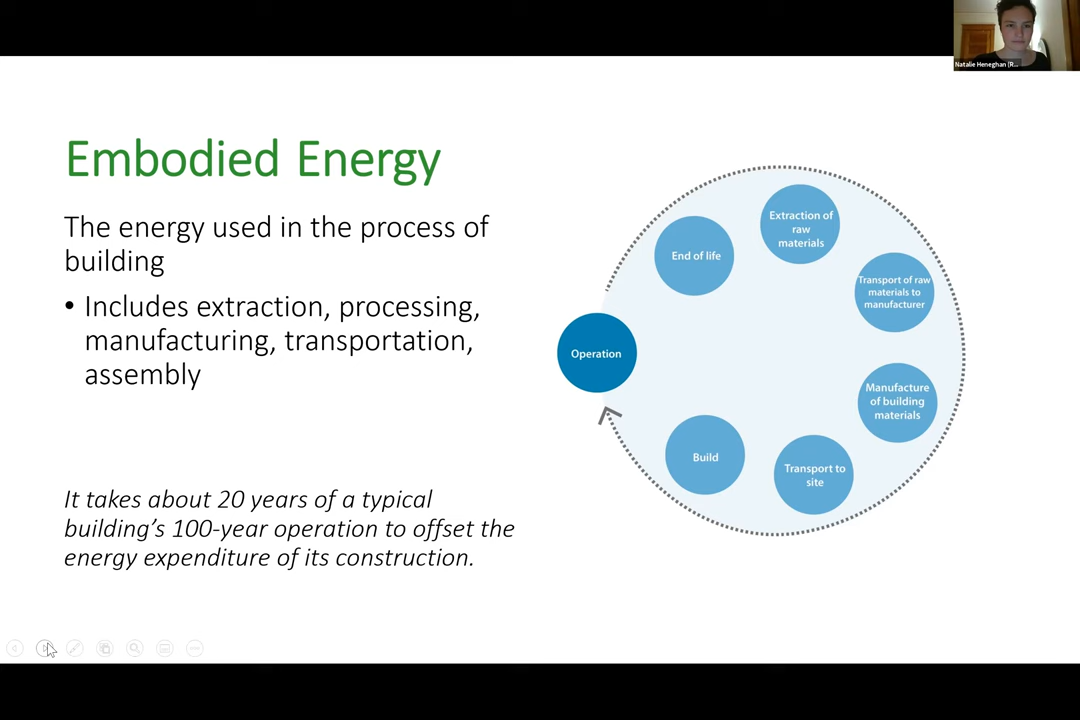 Natalie Heneghan (R...
Embodied Energy
The energy used in the process of
building
• Includes extraction, processing,
manufacturing, transportation,
assembly
It takes about 20 years of a typical
building’s 100-year operation to offset the
energy expenditure of its construction.
Extraction of
raw
materials
Transport of raw
materials to
manufacturer
Manufacture
of building
materials
Transport to
site
Build
Operation
End of life